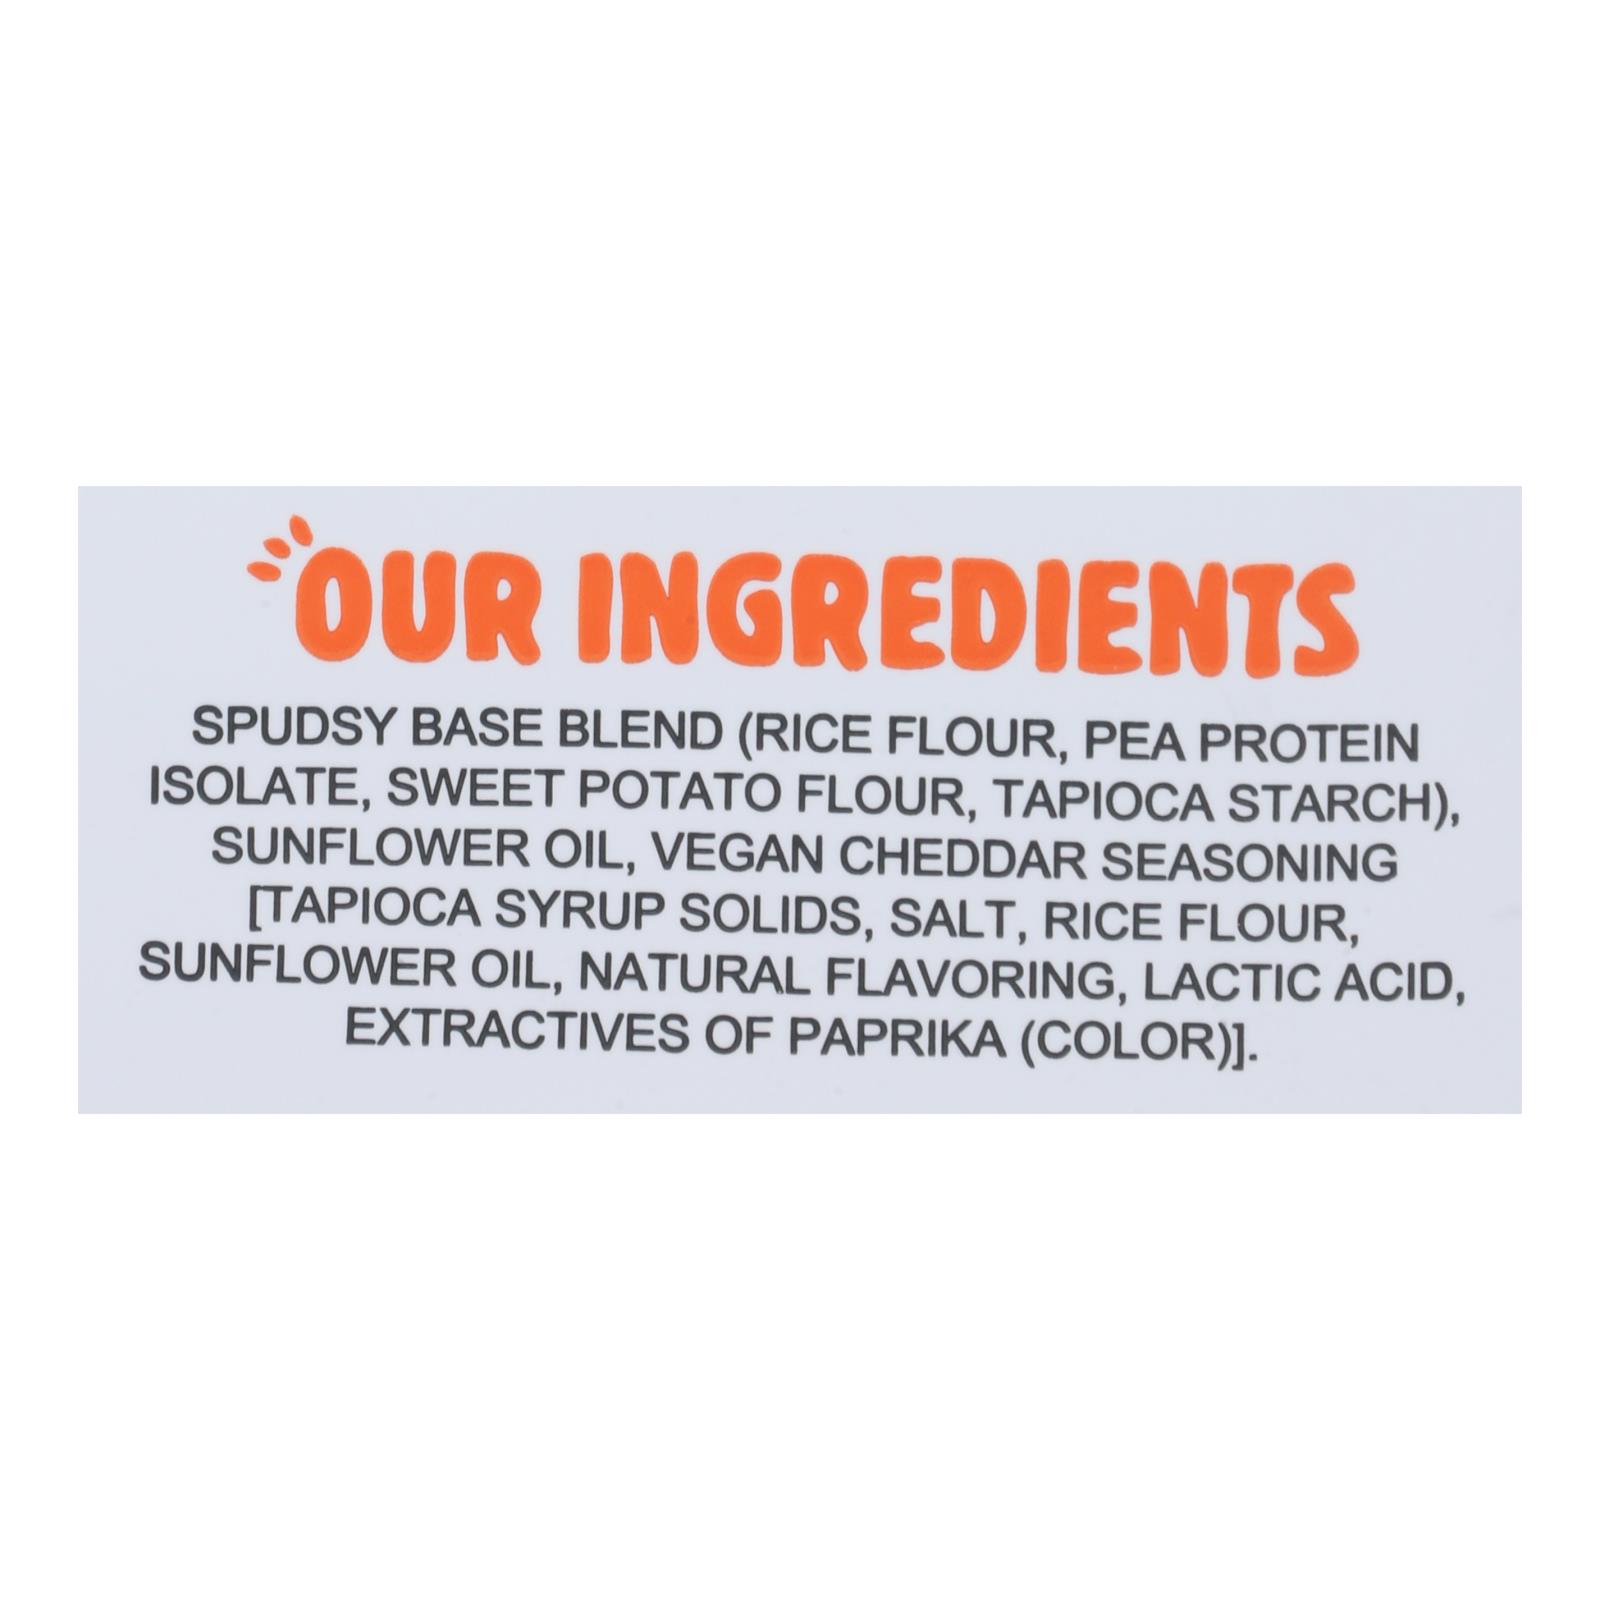 OUR INGREDIENTS
SPUDSY BASE BLEND (RICE FLOUR, PEA PROTEIN
ISOLATE, SWEET POTATO FLOUR, TAPIOCA STARCH),
SUNFLOWER OIL, VEGAN CHEDDAR SEASONING
[TAPIOCA SYRUP SOLIDS, SALT, RICE FLOUR,
SUNFLOWER OIL, NATURAL FLAVORING, LACTIC ACID,
EXTRACTIVES OF PAPRIKA (COLOR)].